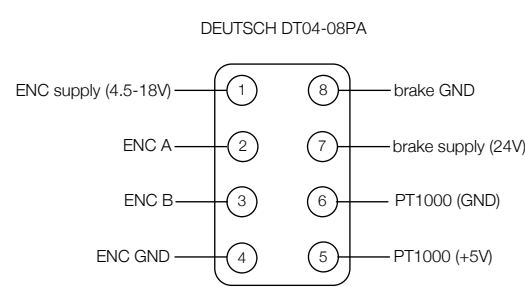 DEUTSCH DT04-08PA
ENC supply (4.5-18V) 1 8 brake GND
ENC A 2 7 brake supply (24V)
ENC B 3 6 PT1000 (GND)
ENC GND 4 5 PT1000 (+5V)